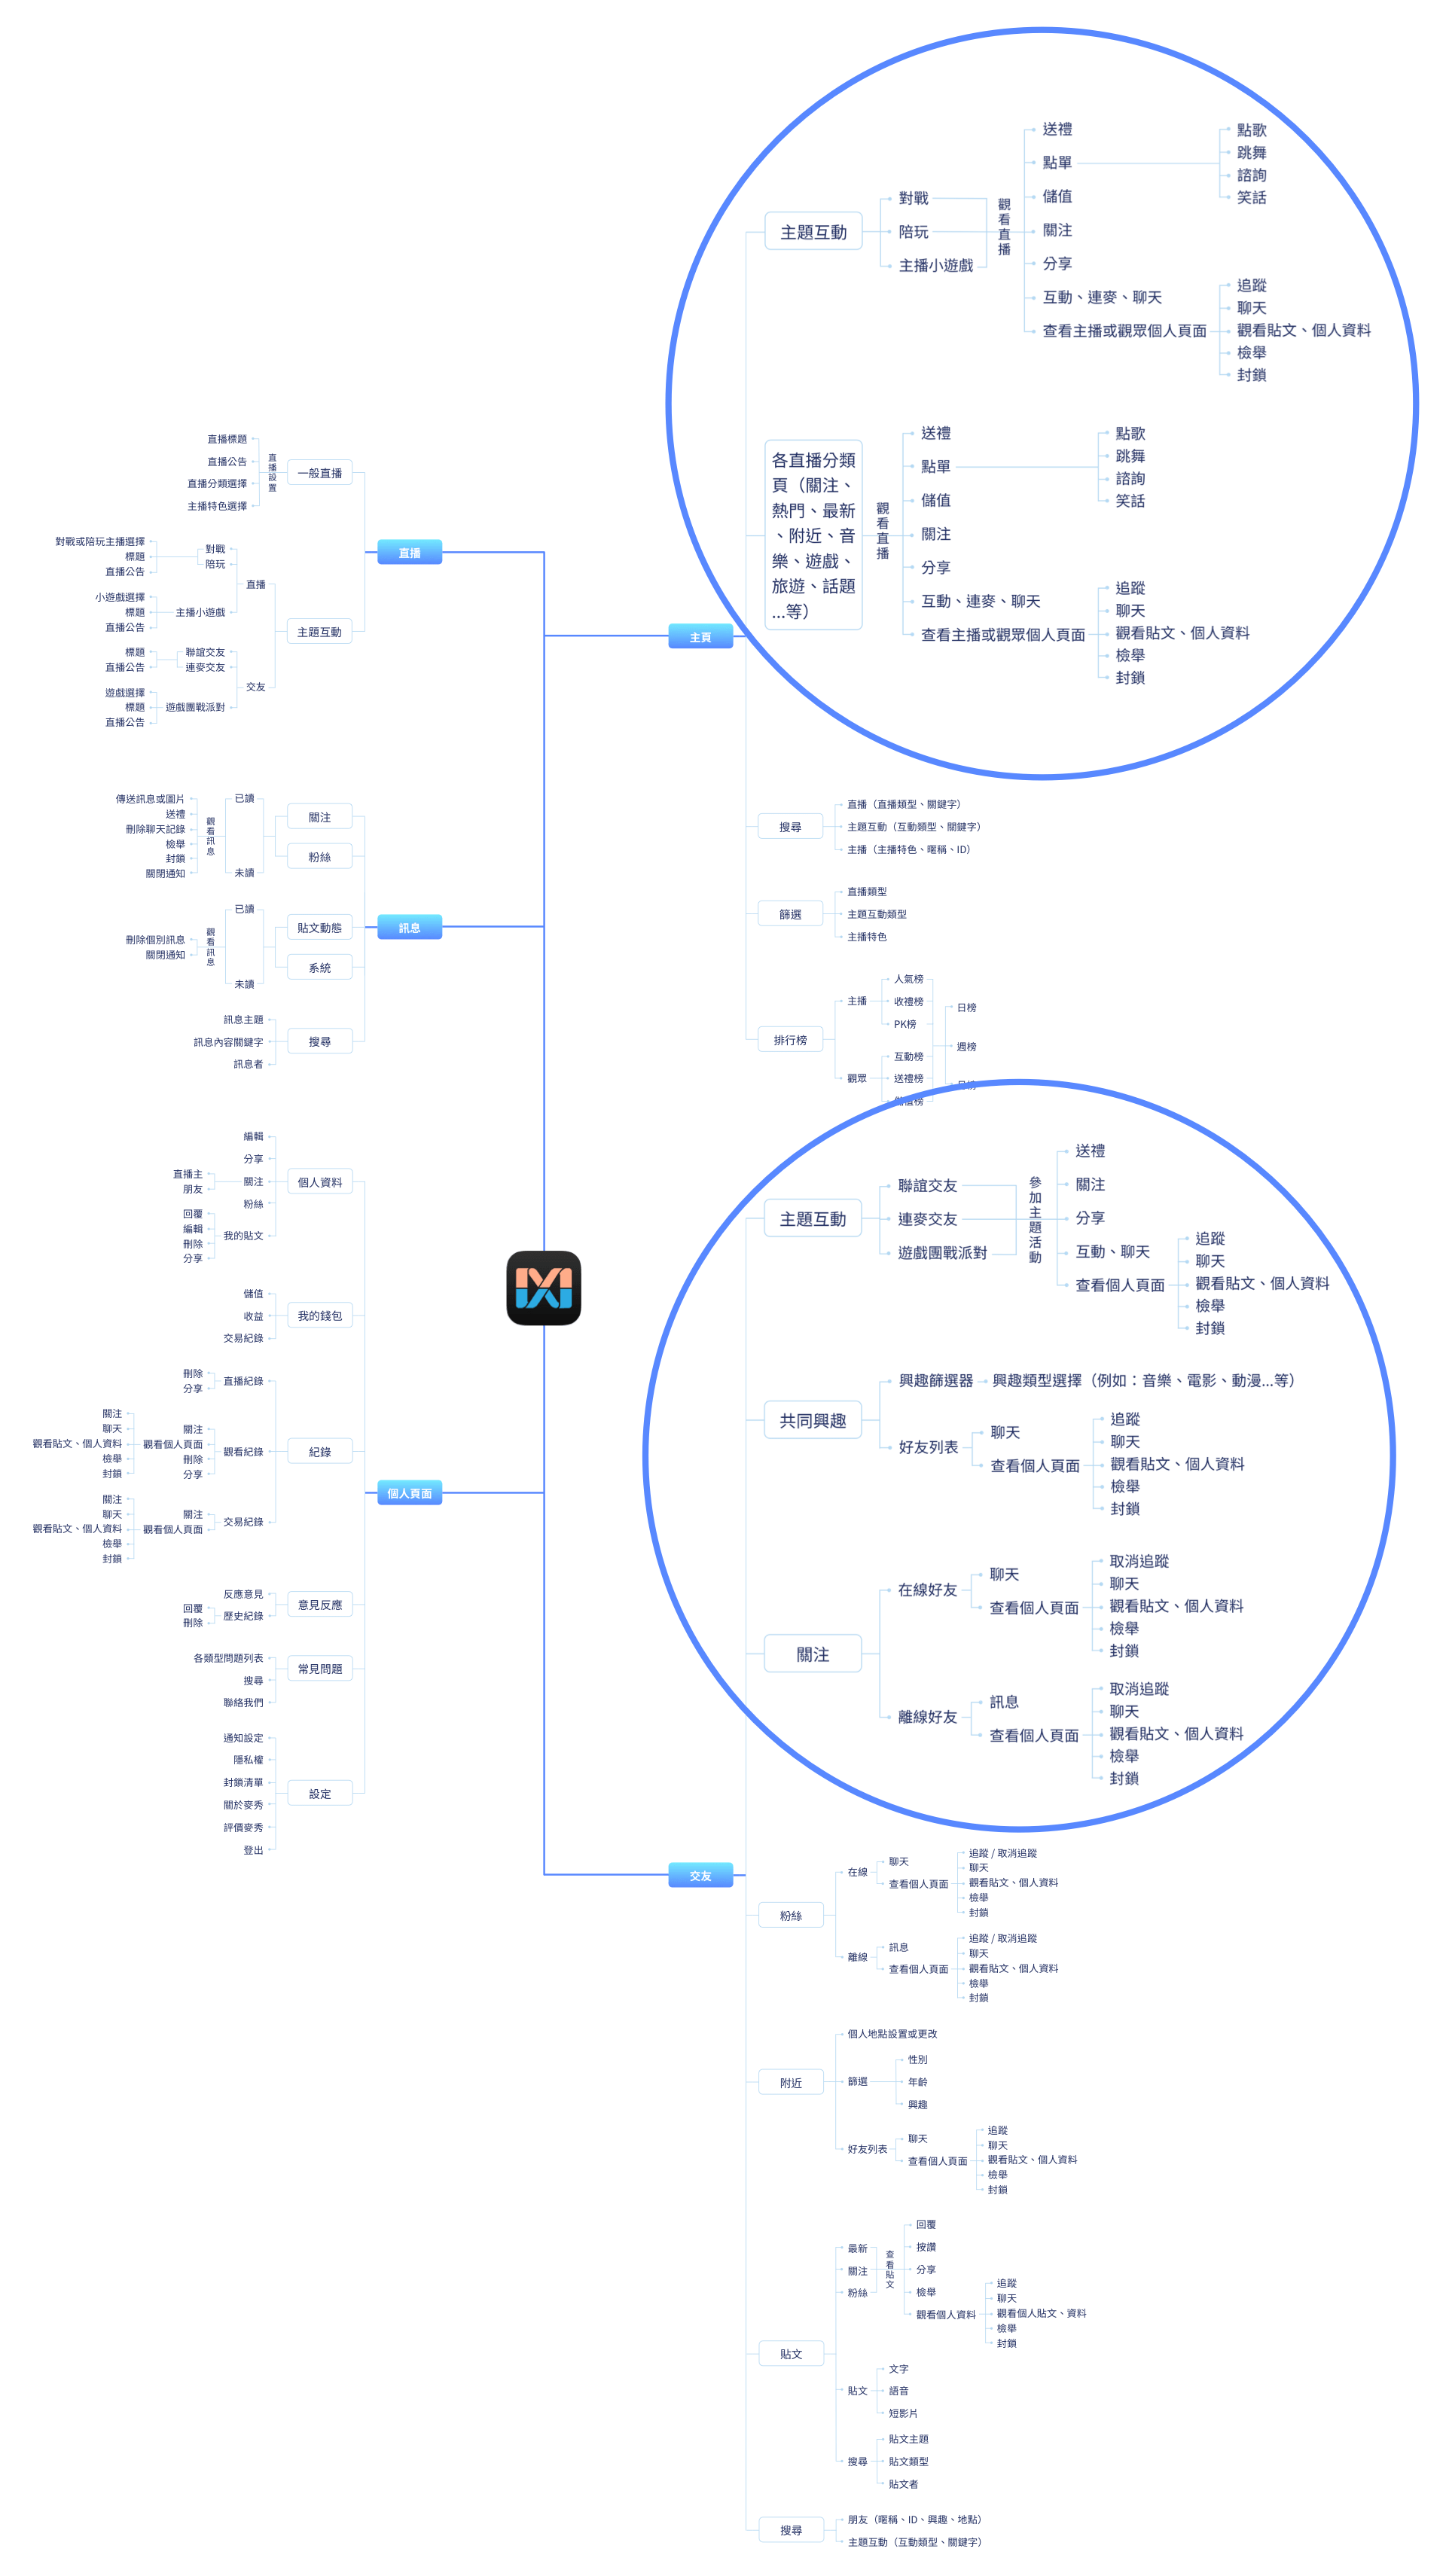 直播
一般直播
直播設置
直播標題
直播公告
直播分類選擇
主播特色選擇
主題互動
直播
對戰
陪玩
對戰或陪玩主播選擇
標題
直播公告
主播小遊戲
小遊戲選擇
標題
直播公告
交友
聯誼交友
連麥交友
標題
直播公告
遊戲團戰派對
遊戲選擇
標題
直播公告
訊息
關注
粉絲
已讀
未讀
觀看訊息
傳送訊息或圖片
送禮
刪除聊天記錄
檢舉
封鎖
關閉通知
貼文動態
系統
已讀
未讀
觀看訊息
刪除個別訊息
關閉通知
搜尋
訊息主題
訊息內容關鍵字
訊息者
個人頁面
個人資料
編輯
分享
關注
直播主
朋友
粉絲
我的貼文
回覆
編輯
刪除
分享
我的錢包
儲值
收益
交易紀錄
紀錄
直播紀錄
刪除
分享
觀看紀錄
關注
觀看個人頁面
刪除
分享
關注
聊天
觀看貼文、個人資料
檢舉
封鎖
交易紀錄
關注
觀看個人頁面
關注
聊天
觀看貼文、個人資料
檢舉
封鎖
意見反應
反應意見
歷史紀錄
回覆
刪除
常見問題
各類型問題列表
搜尋
聯絡我們
設定
通知設定
隱私權
封鎖清單
關於麥秀
評價麥秀
登出
主頁
主題互動
對戰
陪玩
主播小遊戲
觀看直播
送禮
點單
點歌
跳舞
諮詢
笑話
儲值
關注
分享
互動、連麥、聊天
查看主播或觀眾個人頁面
追蹤
聊天
觀看貼文、個人資料
檢舉
封鎖
各直播分類
頁（關注、
熱門、最新
、附近、音
樂、遊戲、
旅遊、話題
...等）
觀看直播
送禮
點單
點歌
跳舞
諮詢
笑話
儲值
關注
分享
互動、連麥、聊天
查看主播或觀眾個人頁面
追蹤
聊天
觀看貼文、個人資料
檢舉
封鎖
搜尋
直播（直播類型、關鍵字）
主題互動（互動類型、關鍵字）
主播（主播特色、暱稱、ID）
篩選
直播類型
主題互動類型
主播特色
排行榜
主播
人氣榜
收禮榜
PK榜
觀眾
互動榜
送禮榜
儲值榜
日榜
週榜
交友
主題互動
聯誼交友
連麥交友
遊戲團戰派對
參加主題活動
送禮
關注
分享
互動、聊天
查看個人頁面
追蹤
聊天
觀看貼文、個人資料
檢舉
封鎖
共同興趣
興趣篩選器
興趣類型選擇（例如：音樂、電影、動漫...等）
好友列表
聊天
查看個人頁面
追蹤
聊天
觀看貼文、個人資料
檢舉
封鎖
關注
在線好友
聊天
查看個人頁面
取消追蹤
聊天
觀看貼文、個人資料
檢舉
封鎖
離線好友
訊息
查看個人頁面
取消追蹤
聊天
觀看貼文、個人資料
檢舉
封鎖
粉絲
在線
聊天
查看個人頁面
追蹤 / 取消追蹤
聊天
觀看貼文、個人資料
檢舉
封鎖
離線
訊息
查看個人頁面
追蹤 / 取消追蹤
聊天
觀看貼文、個人資料
檢舉
封鎖
附近
個人地點設置或更改
篩選
性別
年齡
興趣
好友列表
聊天
查看個人頁面
追蹤
聊天
觀看貼文、個人資料
檢舉
封鎖
貼文
最新
關注
粉絲
查看貼文
回覆
按讚
分享
檢舉
觀看個人資料
追蹤
聊天
觀看個人貼文、資料
檢舉
封鎖
貼文
文字
語音
短影片
搜尋
貼文主題
貼文類型
貼文者
搜尋
朋友（暱稱、ID、興趣、地點）
主題互動（互動類型、關鍵字）